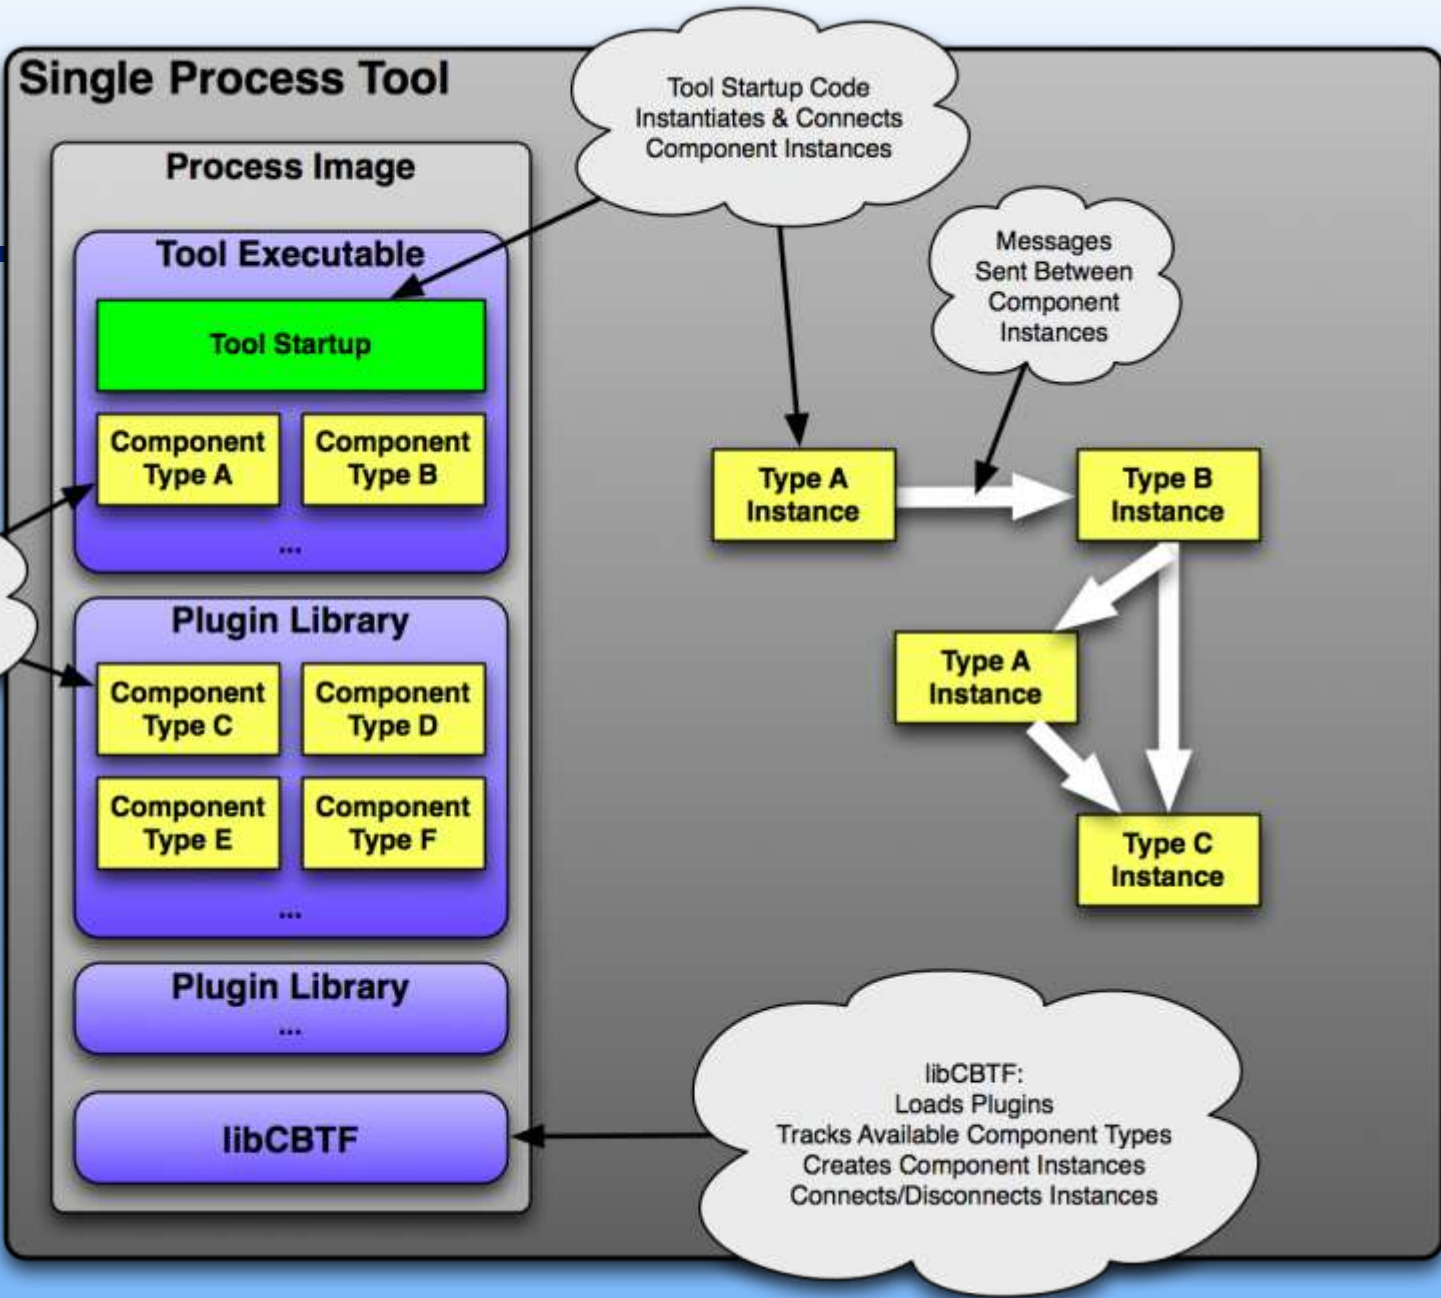 Single Process Tool
Process Image
Tool Executable
Tool Startup
Component
Type A
Component
Type B
...
Plugin Library
Component
Type C
Component
Type D
Component
Type E
Component
Type F
...
Plugin Library
...
libCBTF
Tool Startup Code
Instantiates & Connects
Component Instances
Messages
Sent Between
Component
Instances
Type A
Instance
Type B
Instance
Type A
Instance
Type C
Instance
libCBTF:
Loads Plugins
Tracks Available Component Types
Creates Component Instances
Connects/Disconnects Instances